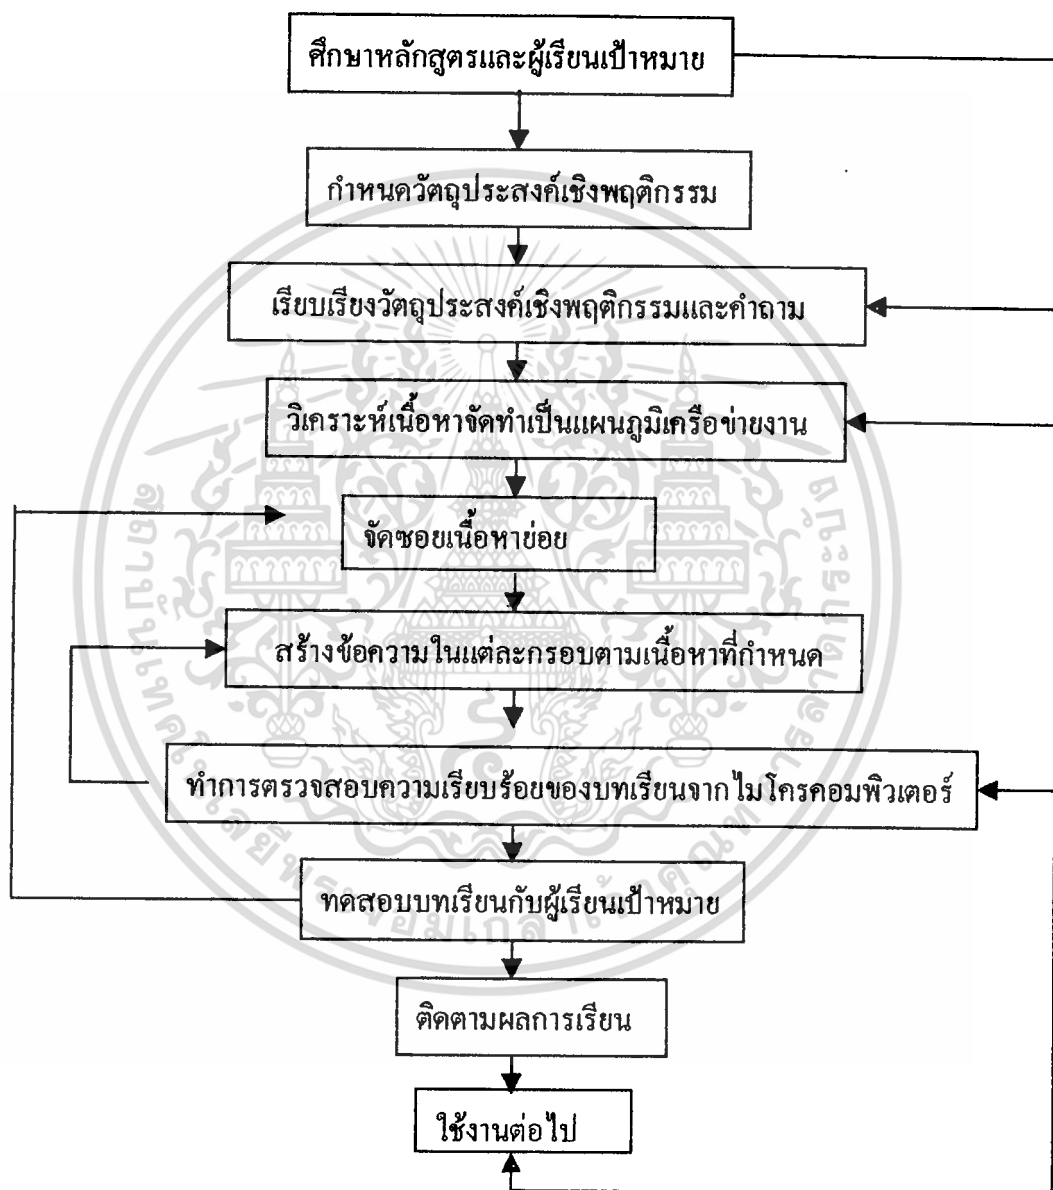 ศึกษาหลักสูตรและผู้เรียนเป้าหมาย
กำหนดวัตถุประสงค์เชิงพฤติกรรม
เรียบเรียงวัตถุประสงค์เชิงพฤติกรรมและคำถาม
วิเคราะห์เนื้อหาจัดทำเป็นแผนภูมิเครือข่ายงาน
จัดซอยเนื้อหาย่อย
สร้างข้อความในแต่ละกรอบตามเนื้อหาที่กำหนด
ทำการตรวจสอบความเรียบร้อยของบทเรียนจากไมโครคอมพิวเตอร์
ทดสอบบทเรียนกับผู้เรียนเป้าหมาย
ติดตามผลการเรียน
ใช้งานต่อไป